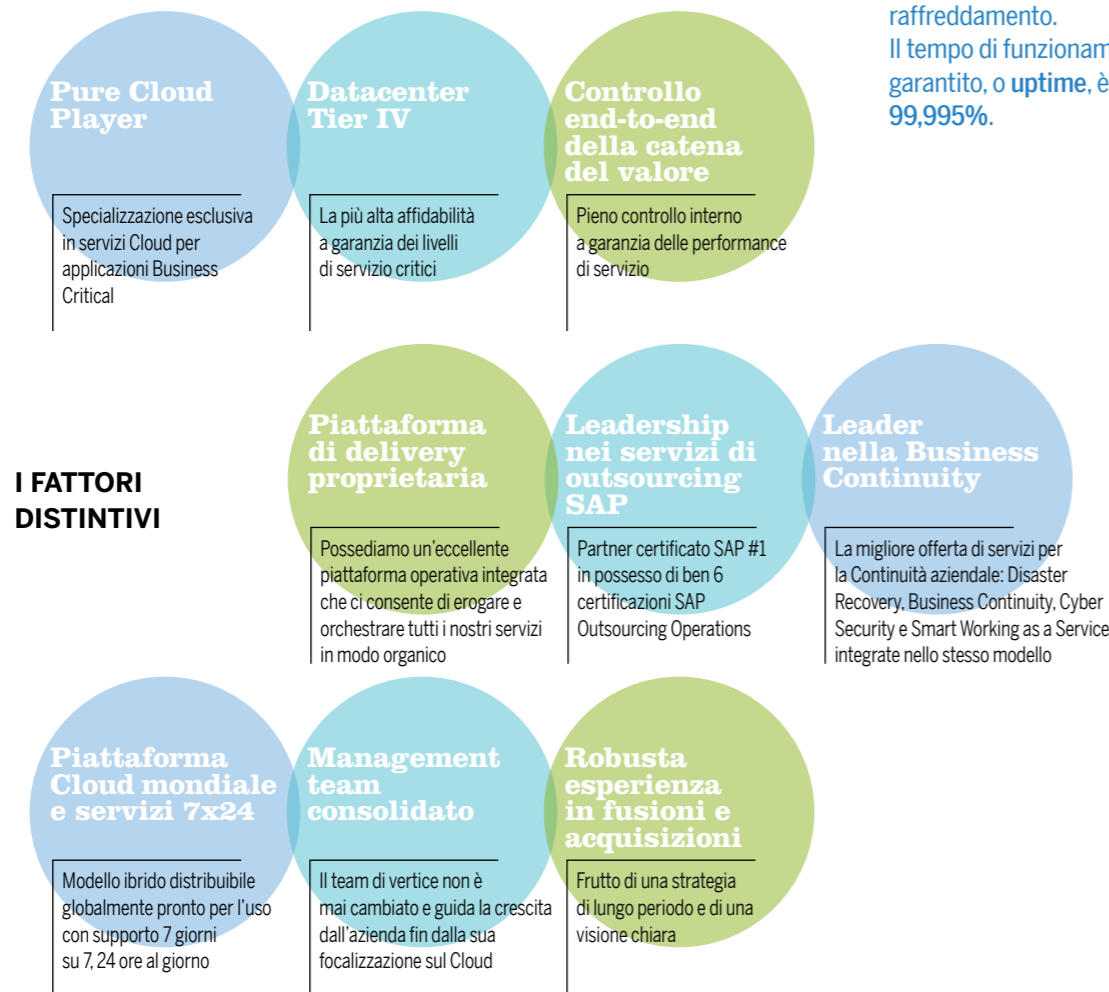 raffreddamento.
Il tempo di
garantito, o uptime, è
99,995%.
Pure Cloud
Player
Specializzazione esclusiva
in servizi Cloud per
applicazioni Business
Critical
Datacenter
Tier IV
La più alta affidabilità
a garanzia dei livelli
di servizio critici
Controllo
end-to-end
della catena
del valore
Pieno controllo interno
a garanzia delle performance
di servizio
I FATTORI
DISTINTIVI
Piattaforma
di delivery
proprietaria
Possediamo un'eccellente
piattaforma operativa integrata
che ci consente di erogare e
orchestrare tutti i nostri servizi
in modo organico
Leadership
nei servizi di
outsourcing
SAP
Partner certificato SAP #1
in possesso di ben 6
certificazioni SAP
Outsourcing Operations
Leader
nella Business
Continuity
La migliore offerta di servizi per
la Continuità aziendale: Disaster
Recovery, Business Continuity, Cyber
Security e Smart Working as a Service
integrate nello stesso modello
Piattaforma
Cloud mondiale
e servizi 7x24
Modello ibrido distribuibile
globalmente pronto per l'uso
con supporto 7 giorni
su 7, 24 ore al giorno
Management
team
consolidato
Il team di vertice non è
mai cambiato e guida la crescita
dall'azienda fin dalla sua
focalizzazione sul Cloud
Robusta
esperienza
in fusioni e
acquisizioni
Frutto di una strategia
di lungo periodo e di una
visione chiara